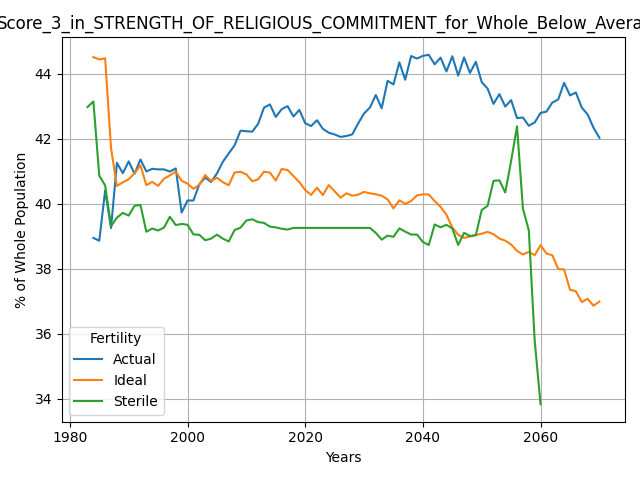 Score_3_in_STRENGTH_OF_RELIGIOUS_COMMITMENT_for_Whole_Below_Avera
44
42
40
38
36
34
% of Whole Population
Fertility
Actual
Ideal
Sterile
1980
2000
2020
2040
2060
Years